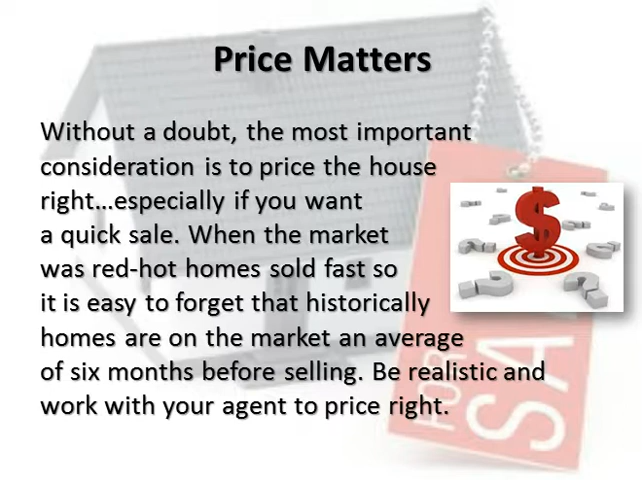 Price Matters
Without a doubt, the most important
consideration is to price the house
right…especially if you want
a quick sale. When the market
was red-hot homes sold fast so
it is easy to forget that historically
homes are on the market an average
of six months before selling. Be realistic and
work with your agent to price right.
$
FOR
SA